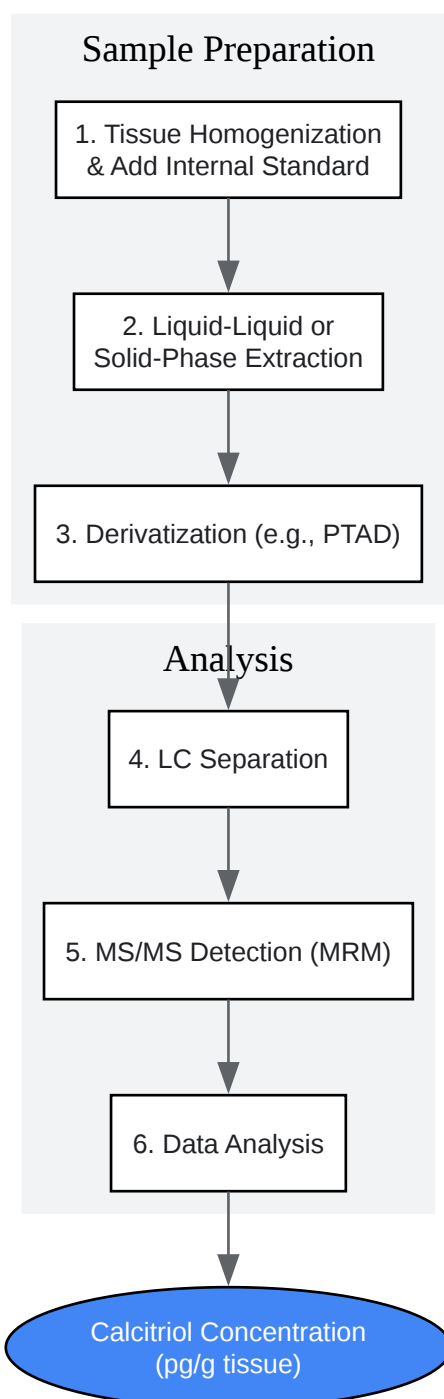 Sample Preparation
1. Tissue Homogenization
& Add Internal Standard
2. Liquid-Liquid or
Solid-Phase Extraction
3. Derivatization (e.g., PTAD)
Analysis
4. LC Separation
5. MS/MS Detection (MRM)
6. Data Analysis
Calcitriol Concentration
(pg/g tissue)